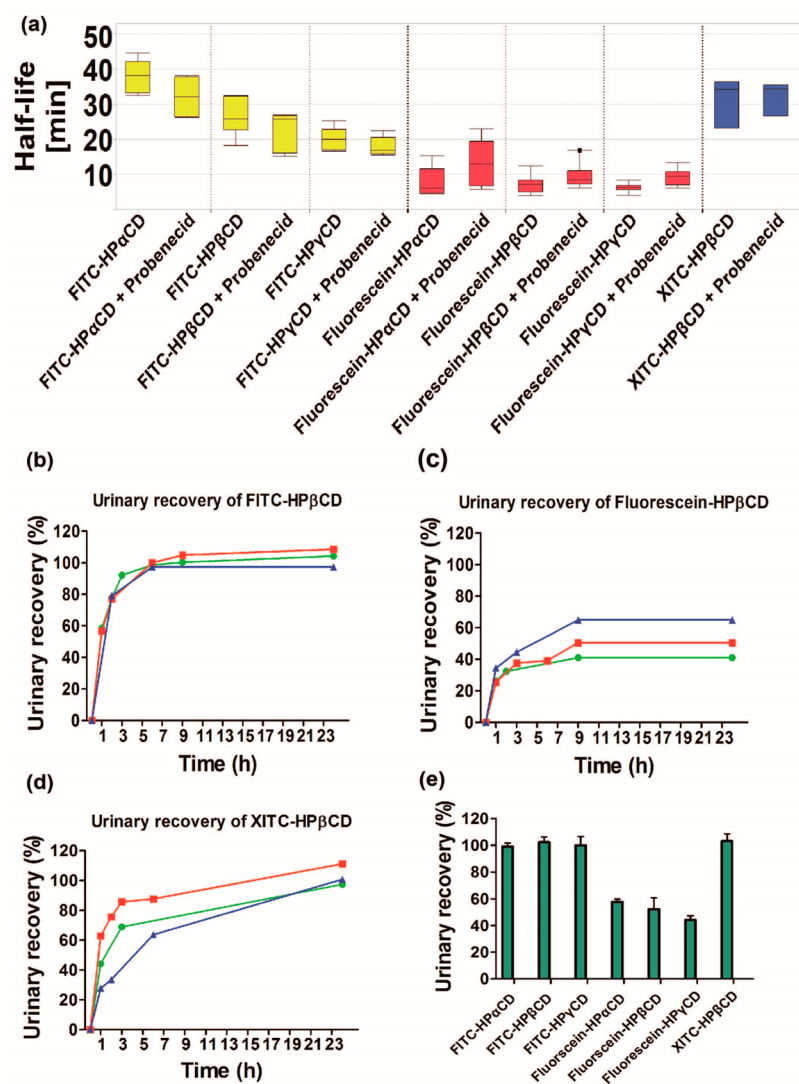 (a)
Half-life
[min]
50
40
30
20
10
FITC-HPαCD
FITC-HPαCD + Probenecid
FITC-HPβCD
FITC-HPβCD + Probenecid
FITC-HPγCD
FITC-HPγCD + Probenecid
Fluorescein-HPαCD
Fluorescein-HPαCD + Probenecid
Fluorescein-HPβCD
Fluorescein-HPβCD + Probenecid
Fluorescein-HPγCD
Fluorescein-HPγCD + Probenecid
XITC-HPβCD
XITC-HPβCD + Probenecid
(b)
Urinary recovery of FITC-HPβCD
Urinary recovery (%)
120
100
80
60
40
20
0
1 3 5 7 9 11 13 15 17 19 21 23
Time (h)
(c)
Urinary recovery of Fluorescein-HPβCD
Urinary recovery (%)
120
100
80
60
40
20
0
1 3 5 7 9 11 13 15 17 19 21 23
Time (h)
(d)
Urinary recovery of XITC-HPβCD
Urinary recovery (%)
120
100
80
60
40
20
0
1 3 5 7 9 11 13 15 17 19 21 23
Time (h)
(e)
Urinary recovery (%)
120
100
80
60
40
20
0
FITC-HPαCD
FITC-HPβCD
FITC-HPγCD
Fluorscein-HPαCD
Fluorscein-HPβCD
Fluorescein-HPγCD
XITC-HPβCD